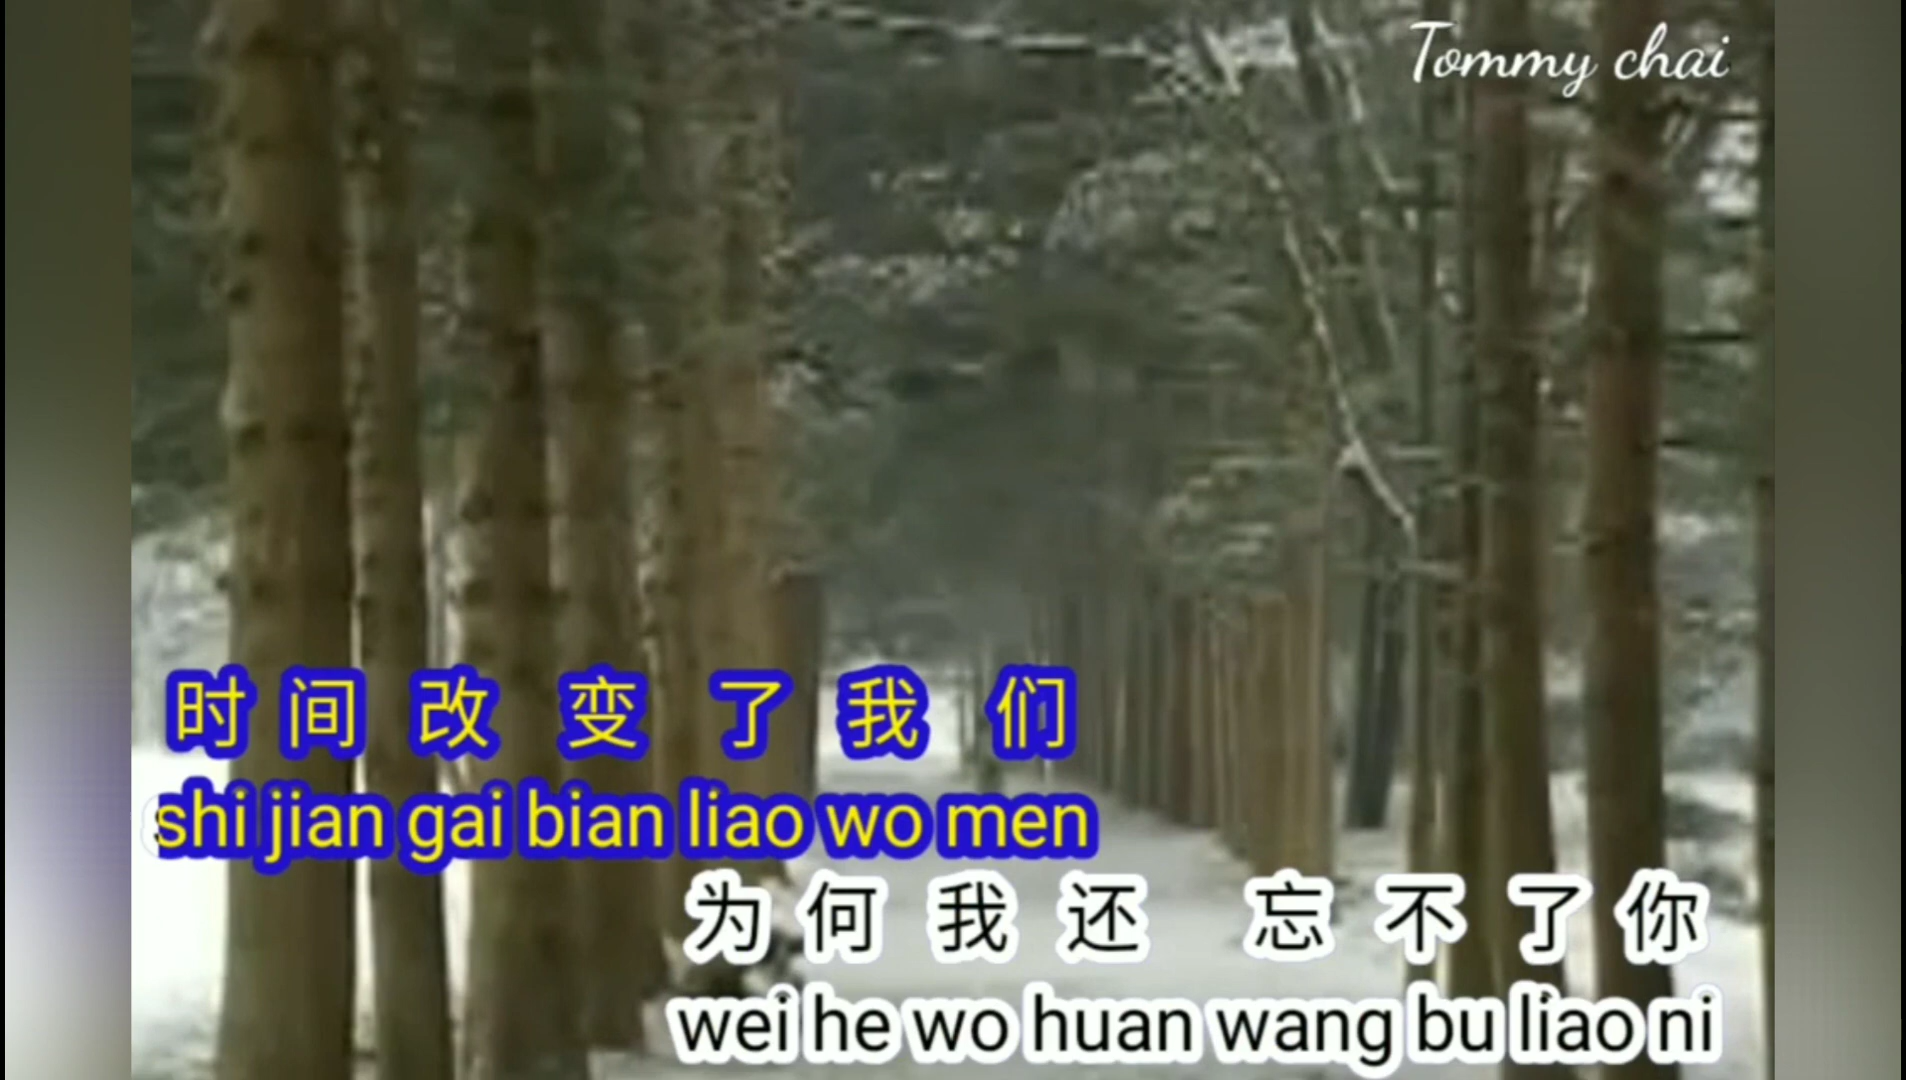 Tommy chai
时 间 改 变 了 我 们
shi jian gai bian liao wo men
为 何 我 还 忘 不 了 你
wei he wo huan wang bu liao ni